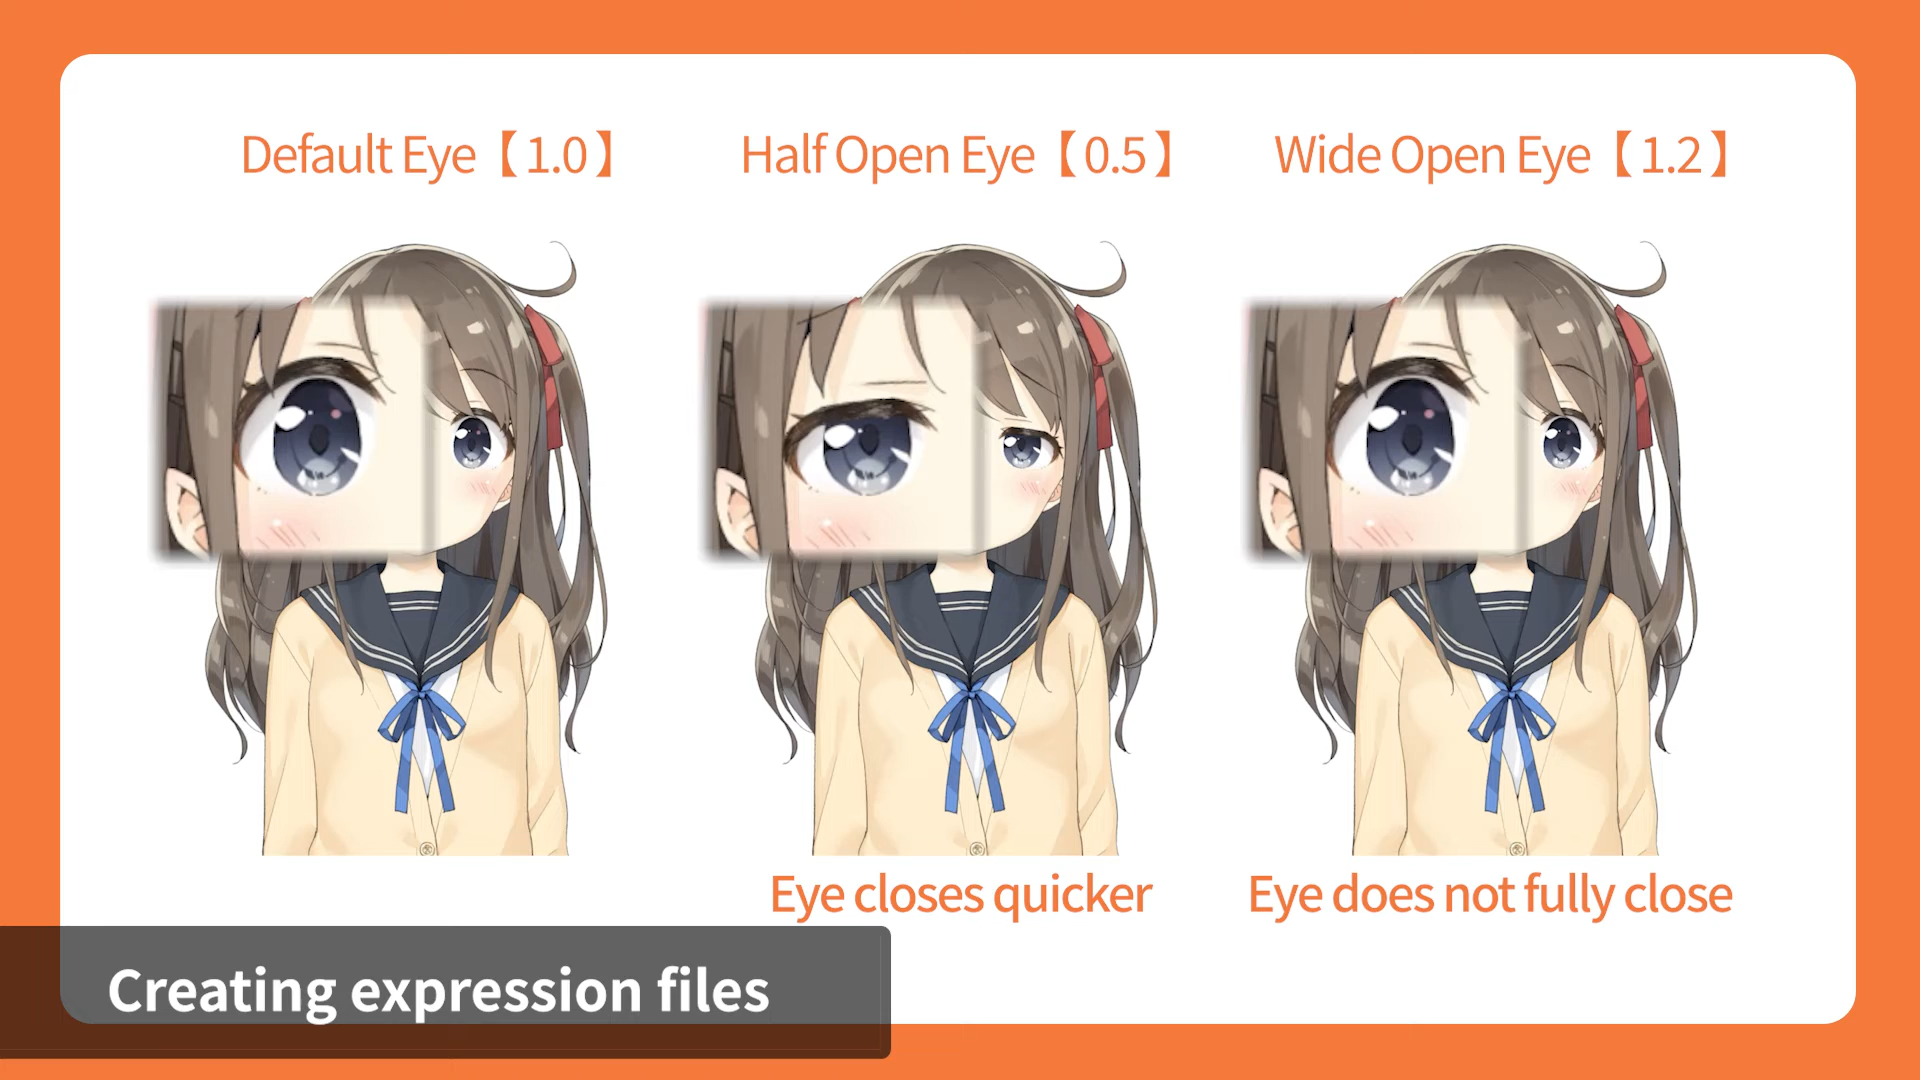 Default Eye【1.0】
Half Open Eye【0.5】
Wide Open Eye【1.2】
Eye closes quicker
Eye does not fully close
Creating expression files